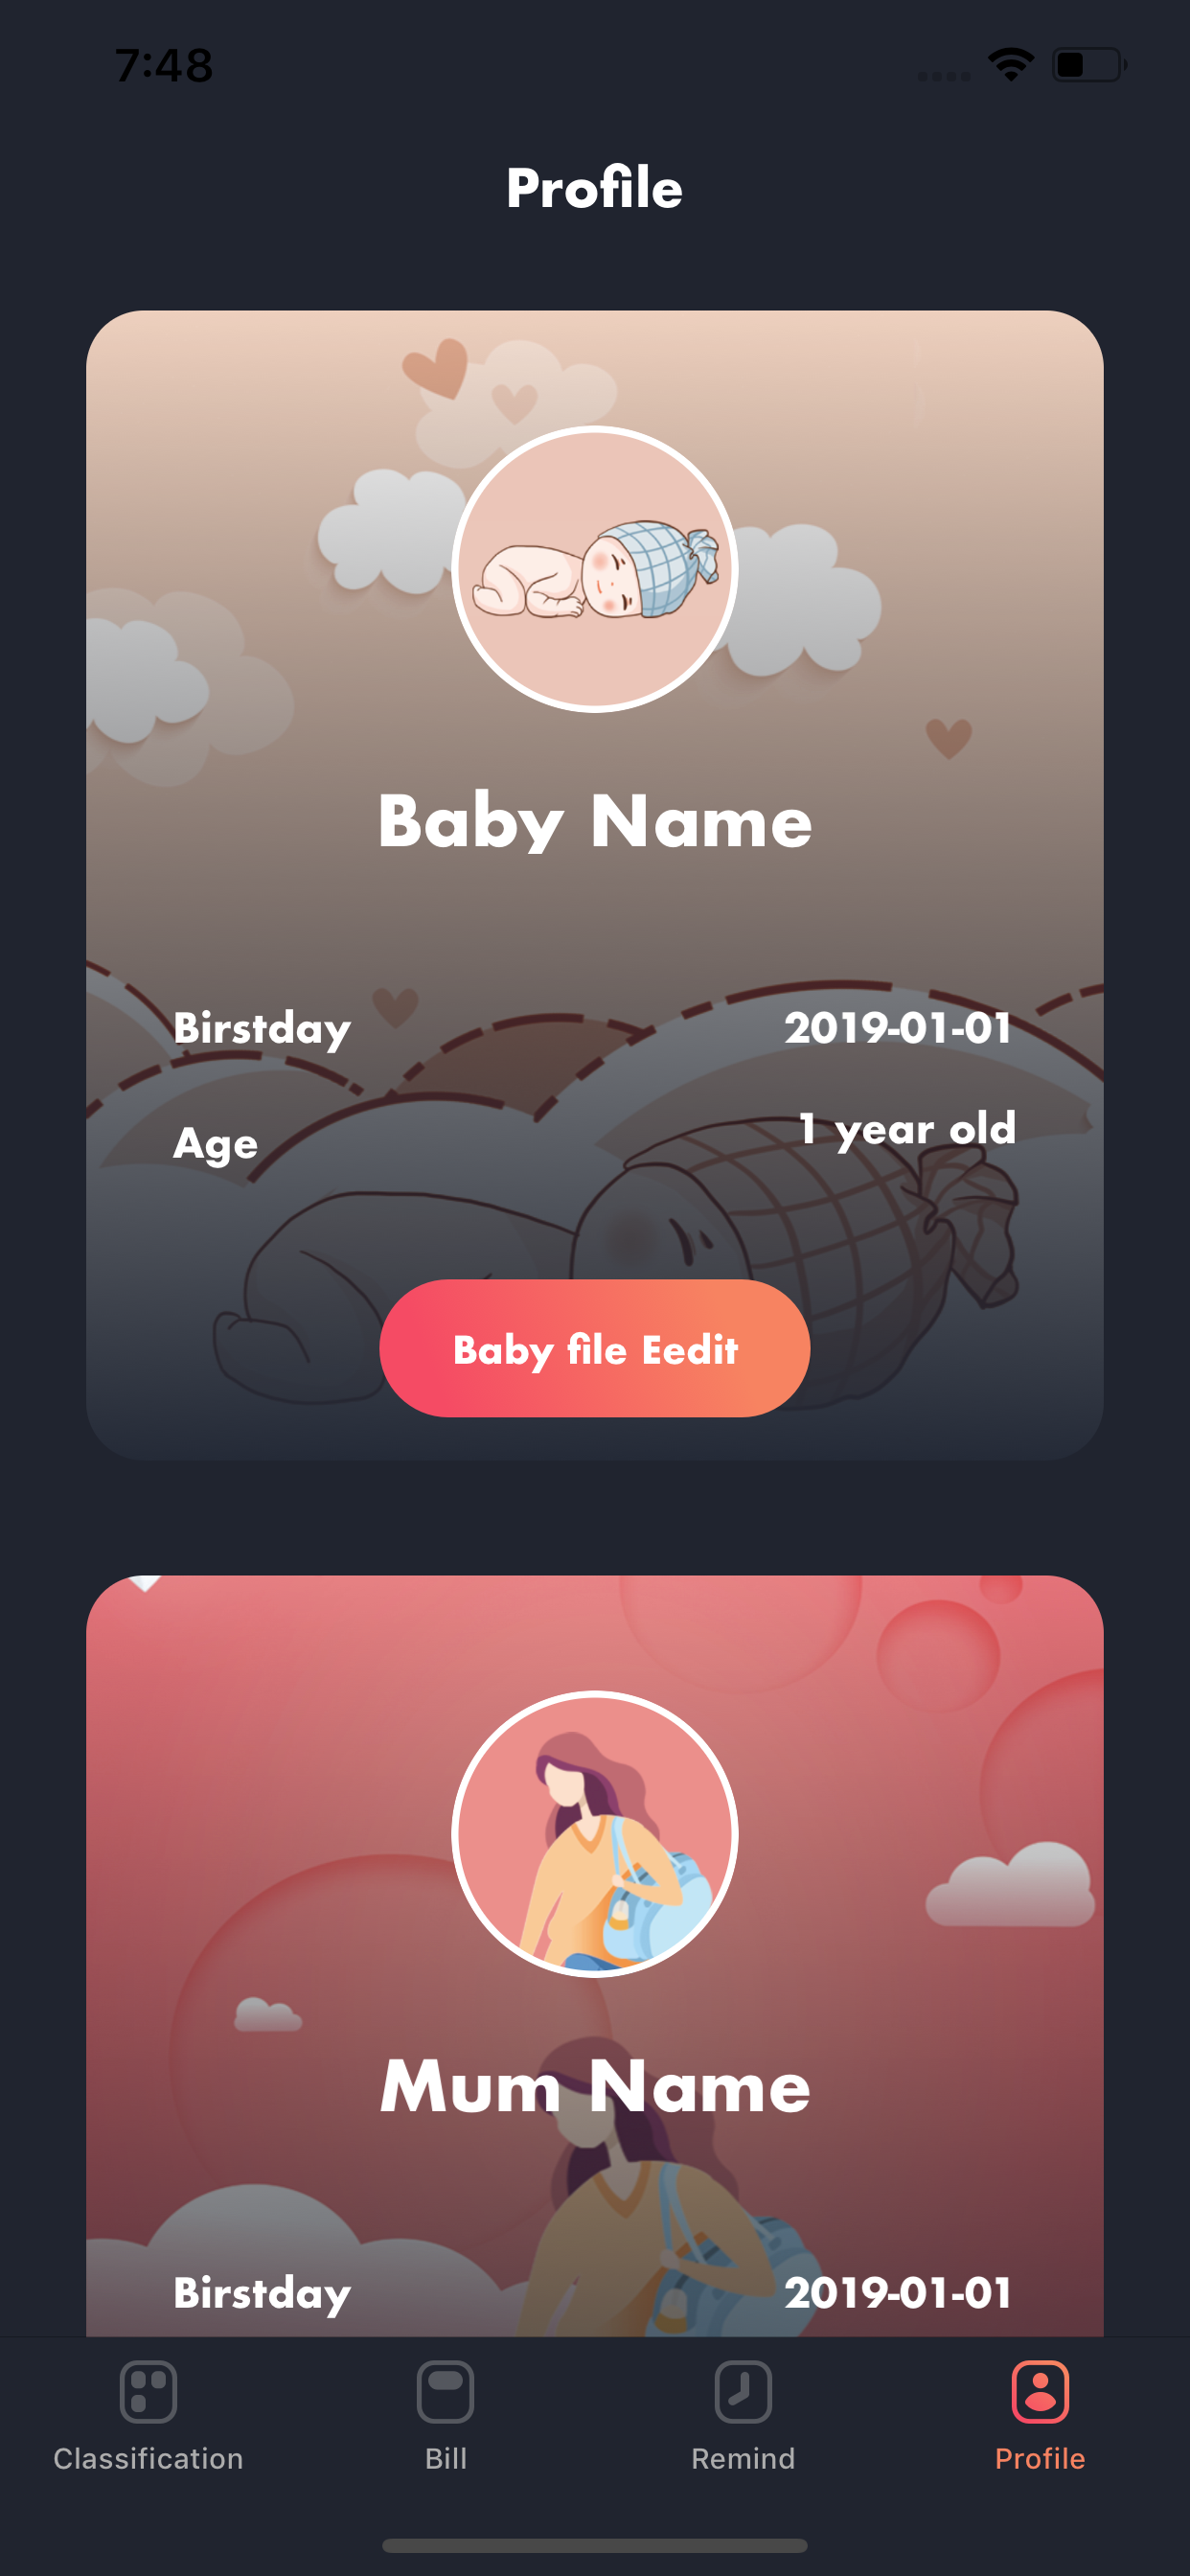 7:48
Profile
Baby Name
Birstday 2019-01-01
Age 1 year old
Baby file Eedit
Mum Name
Birstday 2019-01-01
Classification Bill Remind Profile